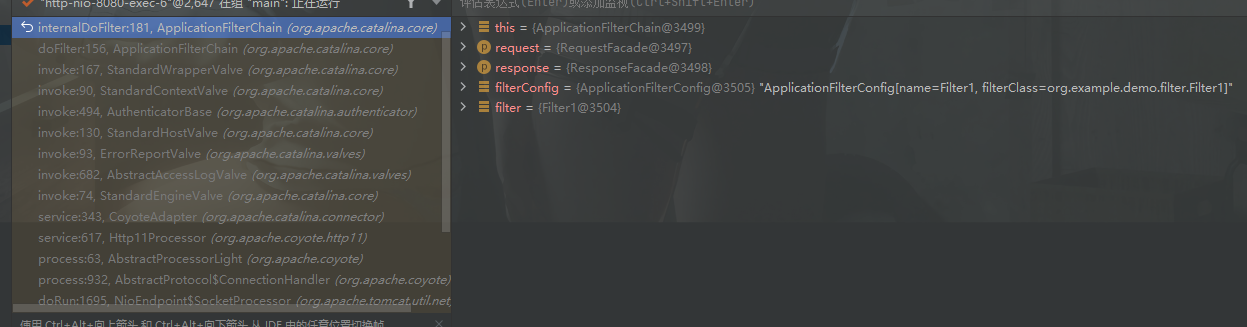 "http-nio-8080-exec-6"@2,647 在组 "main": 正在运行
internalDoFilter:181, ApplicationFilterChain (org.apache.catalina.core)
doFilter:156, ApplicationFilterChain (org.apache.catalina.core)
invoke:167, StandardWrapperValve (org.apache.catalina.core)
invoke:90, StandardContextValve (org.apache.catalina.core)
invoke:494, AuthenticatorBase (org.apache.catalina.authenticator)
invoke:130, StandardHostValve (org.apache.catalina.core)
invoke:93, ErrorReportValve (org.apache.catalina.valves)
invoke:682, AbstractAccessLogValve (org.apache.catalina.valves)
invoke:74, StandardEngineValve (org.apache.catalina.core)
service:343, CoyoteAdapter (org.apache.catalina.connector)
service:617, Http11Processor (org.apache.coyote.http11)
process:63, AbstractProcessorLight (org.apache.coyote)
process:932, AbstractProtocol$ConnectionHandler (org.apache.coyote)
doRun:1695, NioEndpoint$SocketProcessor (org.apache.tomcat.util.net
使用 Ctrl+Alt+向上箭头 和 Ctrl+Alt+向下箭头 从 IDE 中的任意位置切换帧
评估表达式(Enter)或添加监视(Ctrl+Shift+Enter)
this = {ApplicationFilterChain@3499}
request = {RequestFacade@3497}
response = {ResponseFacade@3498}
filterConfig = {ApplicationFilterConfig@3505} "ApplicationFilterConfig[name=Filter1, filterClass=org.example.demo.filter.Filter1]"
filter = {Filter1@3504}